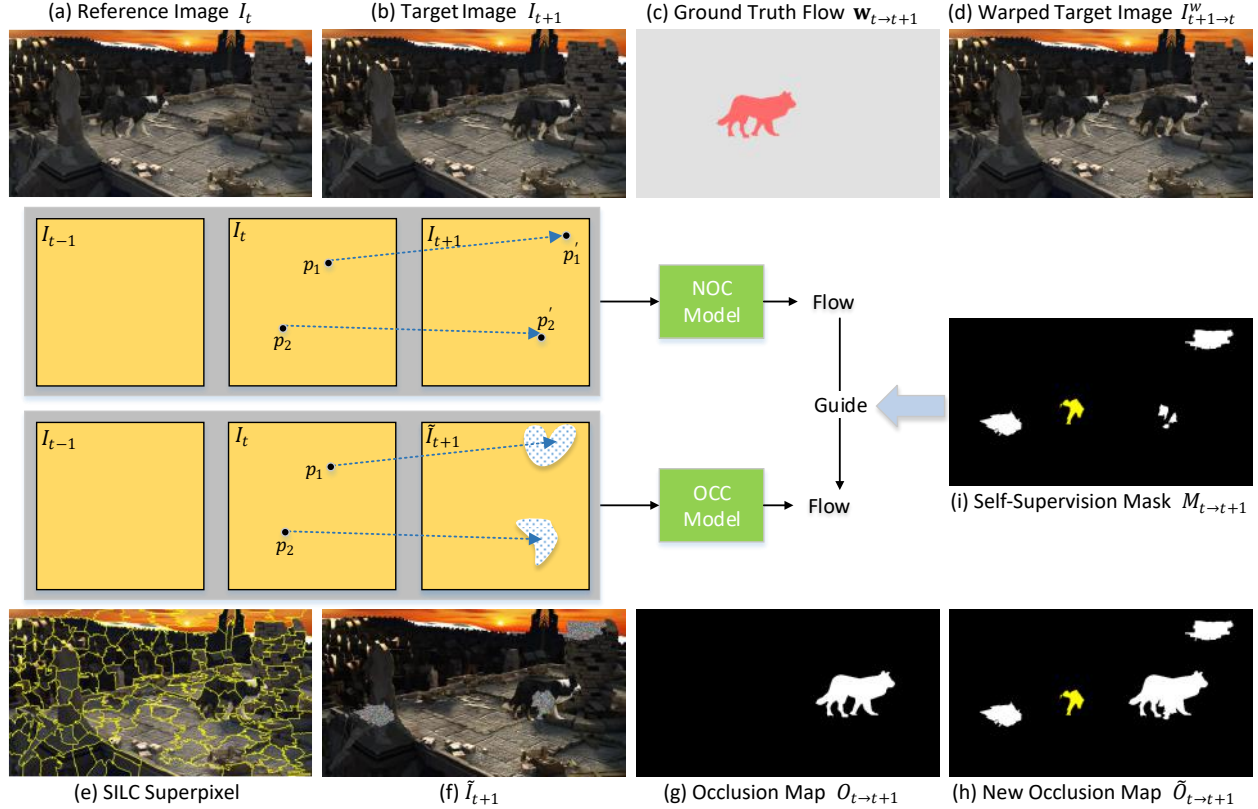 (a) Reference Image I_t
(b) Target Image I_{t+1}
(c) Ground Truth Flow w_{t→t+1}
(d) Warped Target Image I^w_{t+1→t}
I_{t−1}
I_t
I_{t+1}
p_1
p_1′
p_2
p_2′
NOC
Model
Flow
Guide
I_{t−1}
I_t
Ĩ_{t+1}
p_1
p_2
OCC
Model
Flow
(i) Self-Supervision Mask M_{t→t+1}
(e) SILC Superpixel
(f) Ĩ_{t+1}
(g) Occlusion Map O_{t→t+1}
(h) New Occlusion Map Õ_{t→t+1}